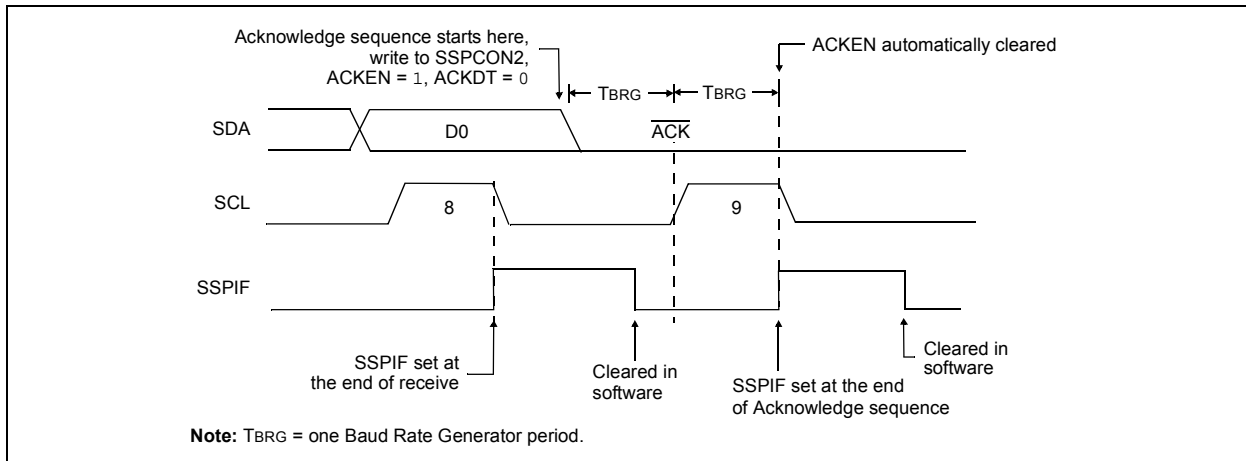 Acknowledge sequence starts here,
write to SSPCON2,
ACKEN = 1, ACKDT = 0
ACKEN automatically cleared
TBRG
TBRG
SDA
D0
ACK
SCL
8
9
SSPIF
SSPIF set at
the end of receive
Cleared in
software
SSPIF set at the end
of Acknowledge sequence
Cleared in
software
Note: TBRG = one Baud Rate Generator period.